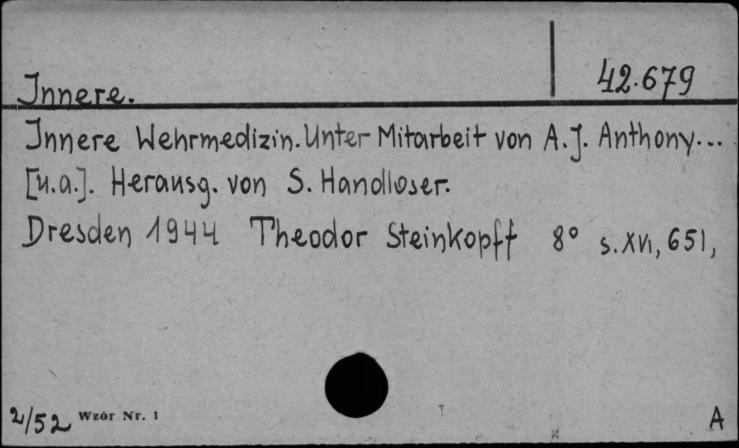 42.679
Innere.
Innere Wehrmedizin. Unter Mitarbeit von A.J. Anthony...
[u.a.]. Herausg. von S. Handloser.
Dresden 1944 Theodor Steinkopff 8° s. XVI, 651,
2/52 Wzór Nr. 1
A